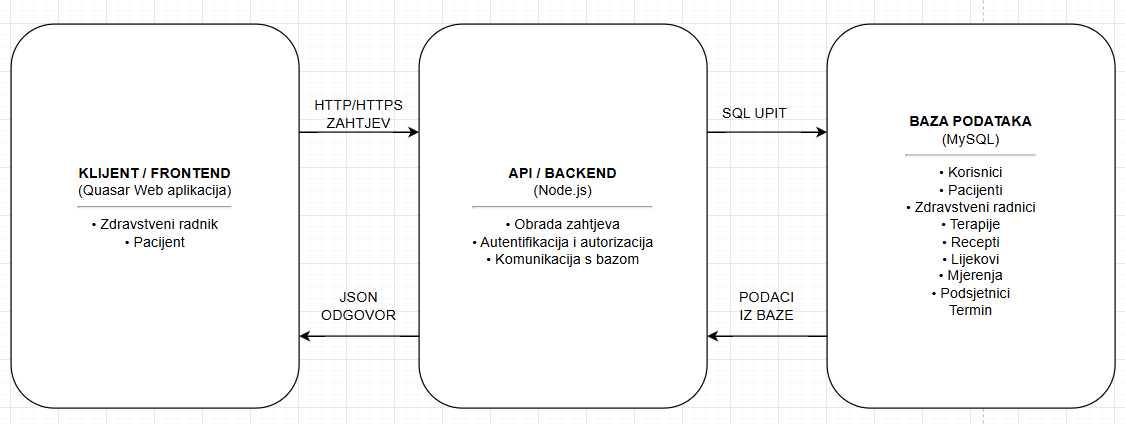 KLIJENT / FRONTEND
(Quasar Web aplikacija)
• Zdravstveni radnik
• Pacijent
HTTP/HTTPS
ZAHTJEV
JSON
ODGOVOR
API / BACKEND
(Node.js)
• Obrada zahtjeva
• Autentifikacija i autorizacija
• Komunikacija s bazom
SQL UPIT
PODACI
IZ BAZE
BAZA PODATAKA
(MySQL)
• Korisnici
• Pacijenti
• Zdravstveni radnici
• Terapije
• Recepti
• Lijekovi
• Mjerenja
• Podsjetnici
Termin